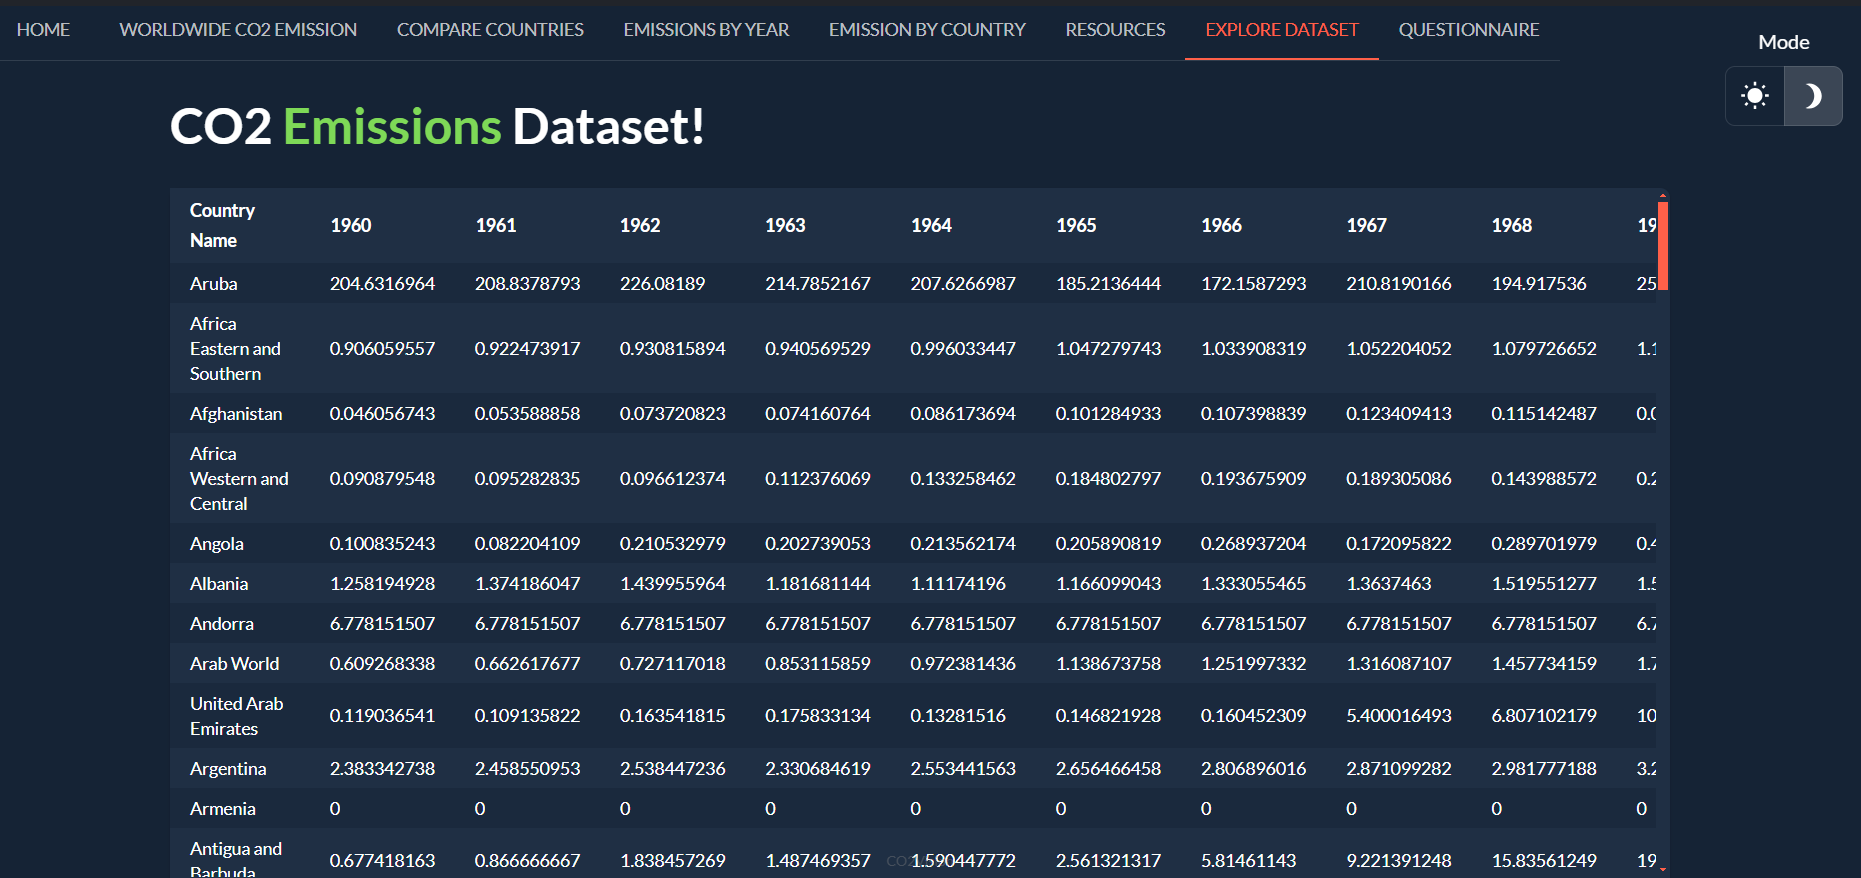 HOME WORLDWIDE CO2 EMISSION COMPARE COUNTRIES EMISSIONS BY YEAR EMISSION BY COUNTRY RESOURCES EXPLORE DATASET QUESTIONNAIRE
Mode
CO2 Emissions Dataset!
Country Name 1960 1961 1962 1963 1964 1965 1966 1967 1968 19
Aruba 204.6316964 208.8378793 226.08189 214.7852167 207.6266987 185.2136444 172.1587293 210.8190166 194.917536 25
Africa Eastern and Southern 0.906059557 0.922473917 0.930815894 0.940569529 0.996033447 1.047279743 1.033908319 1.052204052 1.079726652 1.1
Afghanistan 0.046056743 0.053588858 0.073720823 0.074160764 0.086173694 0.101284933 0.107398839 0.123409413 0.115142487 0.0
Africa Western and Central 0.090879548 0.095282835 0.096612374 0.112376069 0.133258462 0.184802797 0.193675909 0.189305086 0.143988572 0.2
Angola 0.100835243 0.082204109 0.210532979 0.202739053 0.213562174 0.205890819 0.268937204 0.172095822 0.289701979 0.4
Albania 1.258194928 1.374186047 1.439955964 1.181681144 1.11174196 1.166099043 1.333055465 1.3637463 1.519551277 1.5
Andorra 6.778151507 6.778151507 6.778151507 6.778151507 6.778151507 6.778151507 6.778151507 6.778151507 6.778151507 6.7
Arab World 0.609268338 0.662617677 0.727117018 0.853115859 0.972381436 1.138673758 1.251997332 1.316087107 1.457734159 1.7
United Arab Emirates 0.119036541 0.109135822 0.163541815 0.175833134 0.13281516 0.146821928 0.160452309 5.400016493 6.807102179 10
Argentina 2.383342738 2.458550953 2.538447236 2.330684619 2.553441563 2.656466458 2.806896016 2.871099282 2.981777188 3.2
Armenia 0 0 0 0 0 0 0 0 0 0
Antigua and Barbuda 0.677418163 0.866666667 1.838457269 1.487469357 1.590447772 2.561321317 5.81461143 9.221391248 15.83561249 19